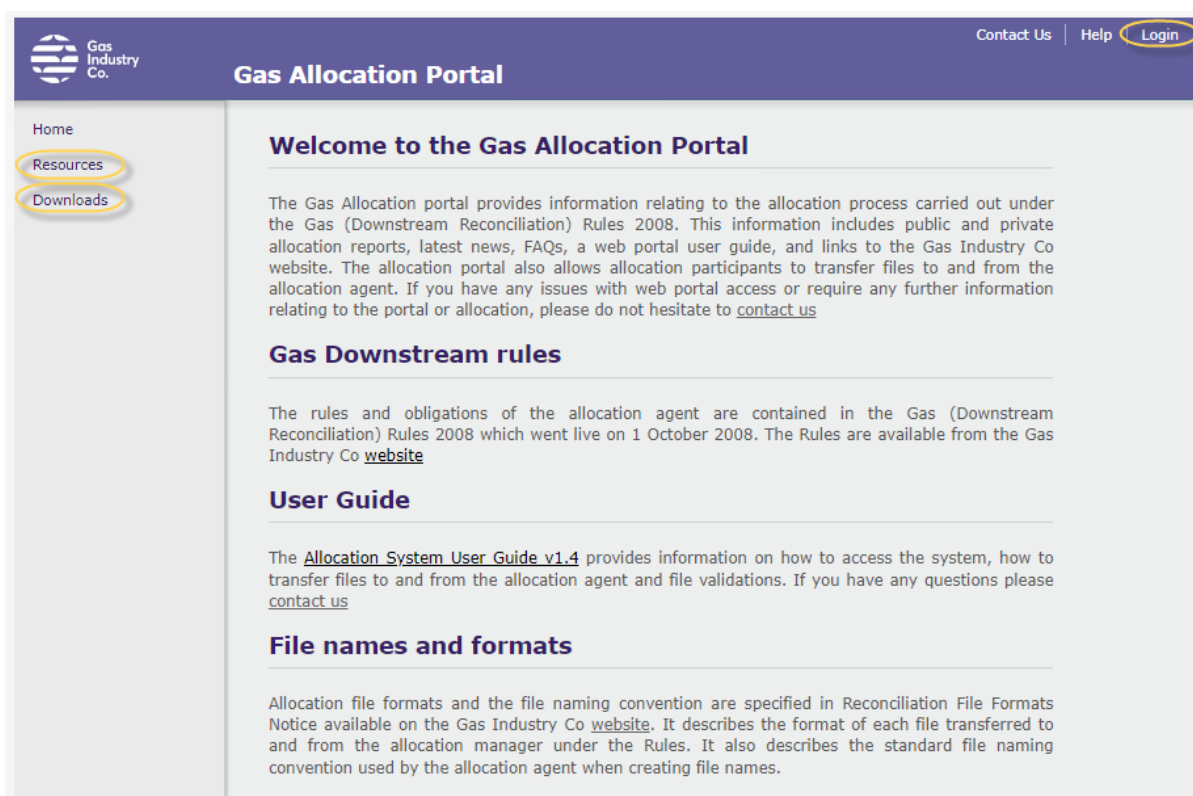 Gas
Industry
Co.
Contact Us | Help | Login
Gas Allocation Portal
Home
Resources
Downloads
Welcome to the Gas Allocation Portal
The Gas Allocation portal provides information relating to the allocation process carried out under
the Gas (Downstream Reconciliation) Rules 2008. This information includes public and private
allocation reports, latest news, FAQs, a web portal user guide, and links to the Gas Industry Co
website. The allocation portal also allows allocation participants to transfer files to and from the
allocation agent. If you have any issues with web portal access or require any further information
relating to the portal or allocation, please do not hesitate to contact us
Gas Downstream rules
The rules and obligations of the allocation agent are contained in the Gas (Downstream
Reconciliation) Rules 2008 which went live on 1 October 2008. The Rules are available from the Gas
Industry Co website
User Guide
The Allocation System User Guide v1.4 provides information on how to access the system, how to
transfer files to and from the allocation agent and file validations. If you have any questions please
contact us
File names and formats
Allocation file formats and the file naming convention are specified in Reconciliation File Formats
Notice available on the Gas Industry Co website. It describes the format of each file transferred to
and from the allocation manager under the Rules. It also describes the standard file naming
convention used by the allocation agent when creating file names.